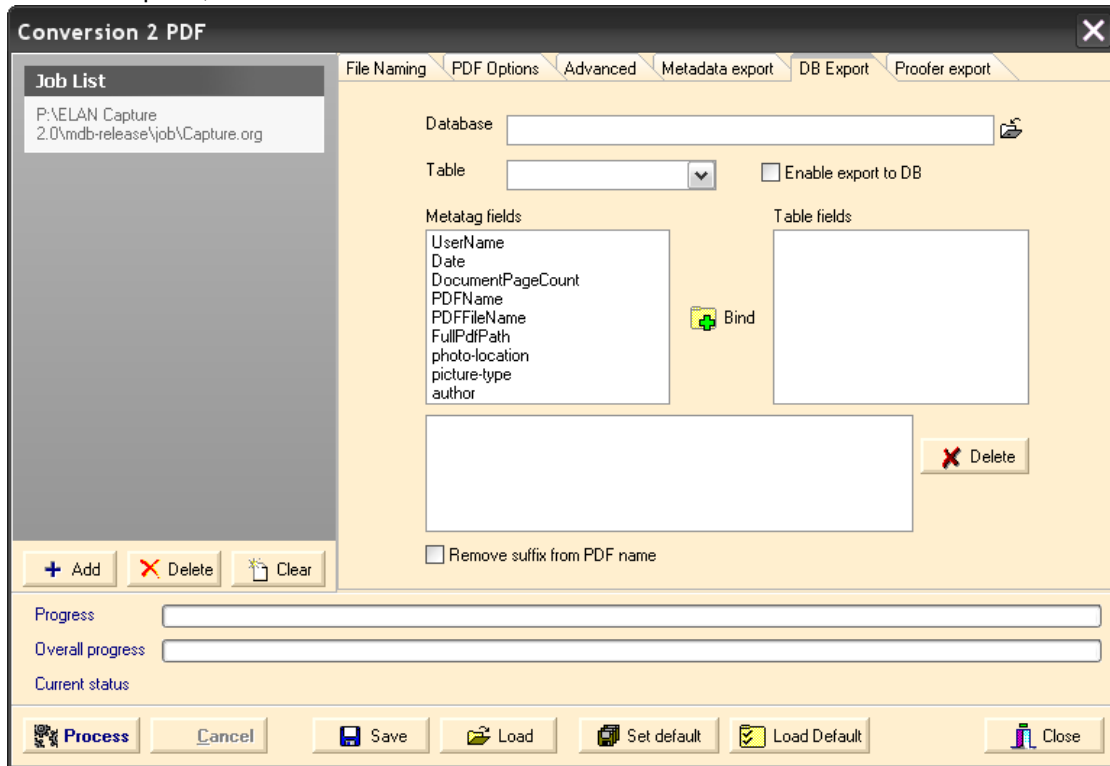 Conversion 2 PDF
Job List
P:\ELAN Capture
2.0\mdb-release\job\Capture.org
File Naming PDF Options Advanced Metadata export DB Export Proofer export
Database
Table
Enable export to DB
Metatag fields
Table fields
UserName
Date
DocumentPageCount
PDFName
PDFFileName
FullPdfPath
photo-location
picture-type
author
Bind
Delete
Remove suffix from PDF name
Add Delete Clear
Progress
Overall progress
Current status
Process Cancel Save Load Set default Load Default Close